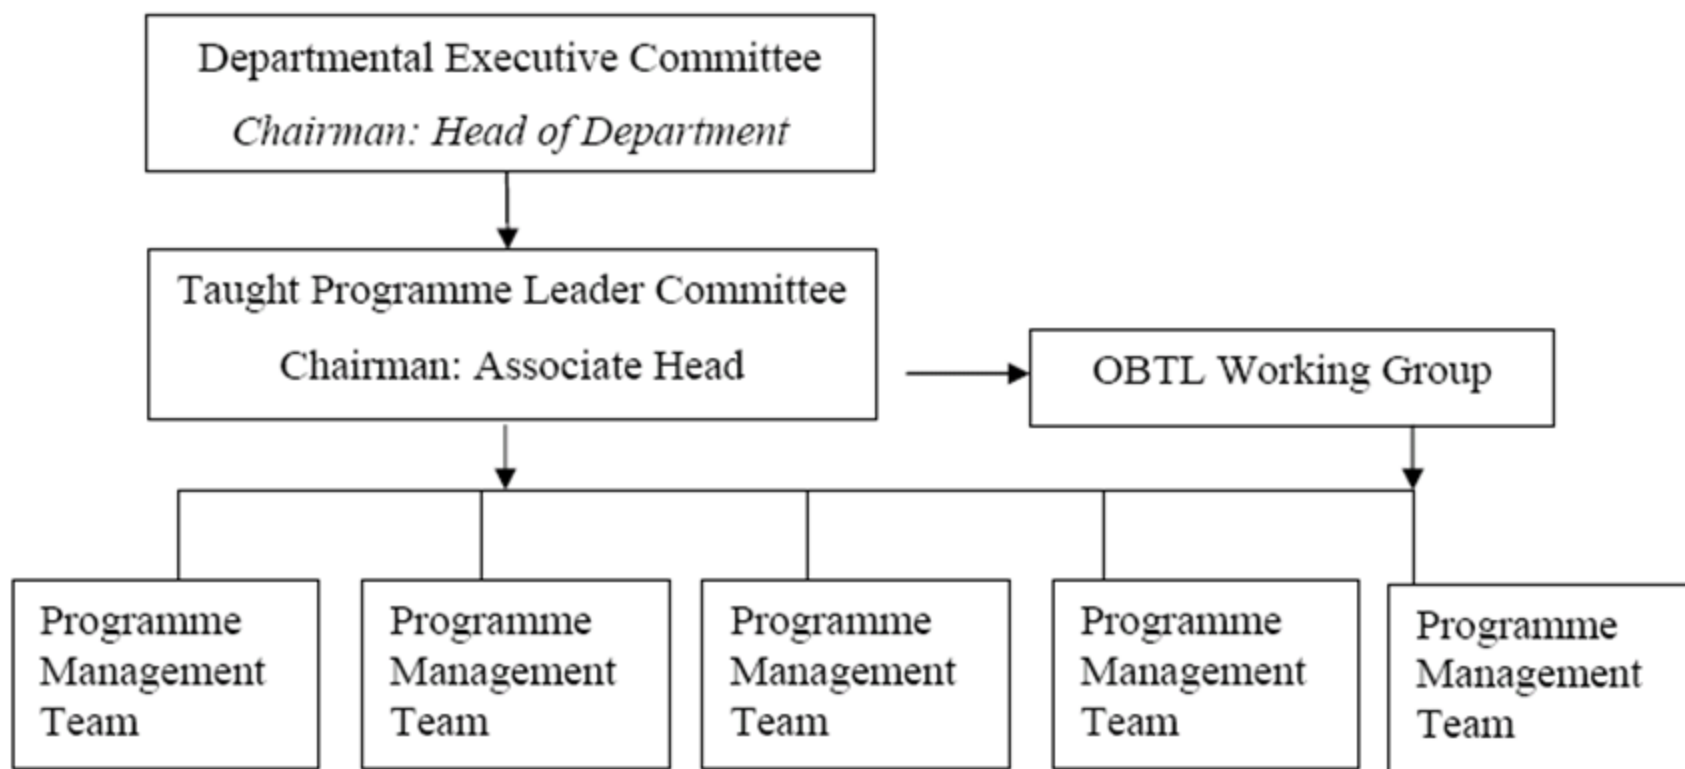 Departmental Executive Committee
Chairman: Head of Department
Taught Programme Leader Committee
Chairman: Associate Head
OBTL Working Group
Programme
Management
Team
Programme
Management
Team
Programme
Management
Team
Programme
Management
Team
Programme
Management
Team